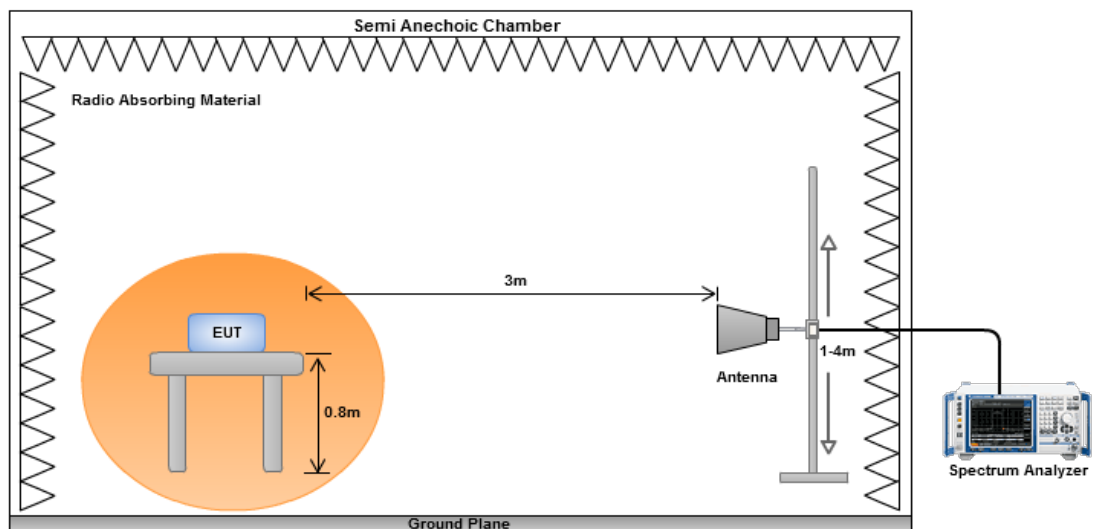 Semi Anechoic Chamber
Radio Absorbing Material
3m
EUT
1-4m
Antenna
0.8m
Spectrum Analyzer
Ground Plane